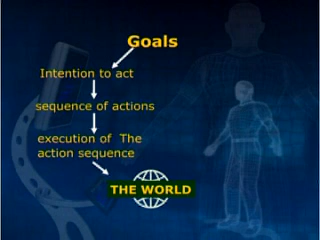 Goals
Intention to act
sequence of actions
execution of The
action sequence
THE WORLD